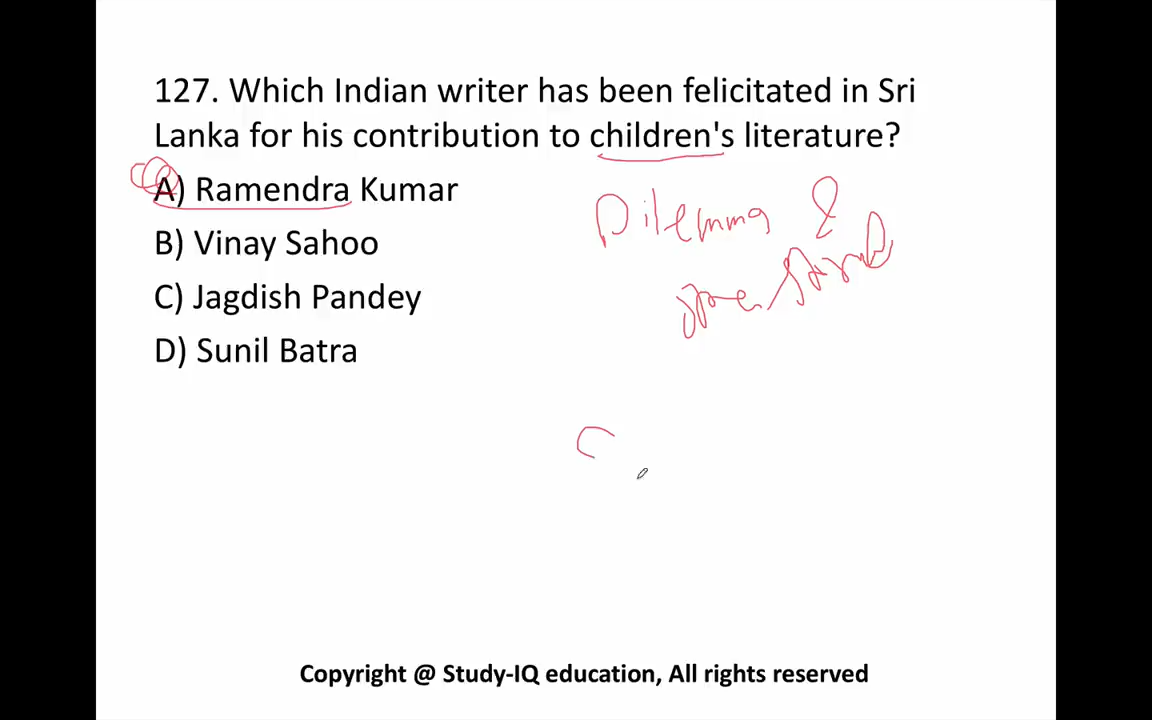 127. Which Indian writer has been felicitated in Sri
Lanka for his contribution to children's literature?
A) Ramendra Kumar
Dilemma &
B) Vinay Sahoo
C) Jagdish Pandey
D) Sunil Batra
Copyright @ Study-IQ education, All rights reserved